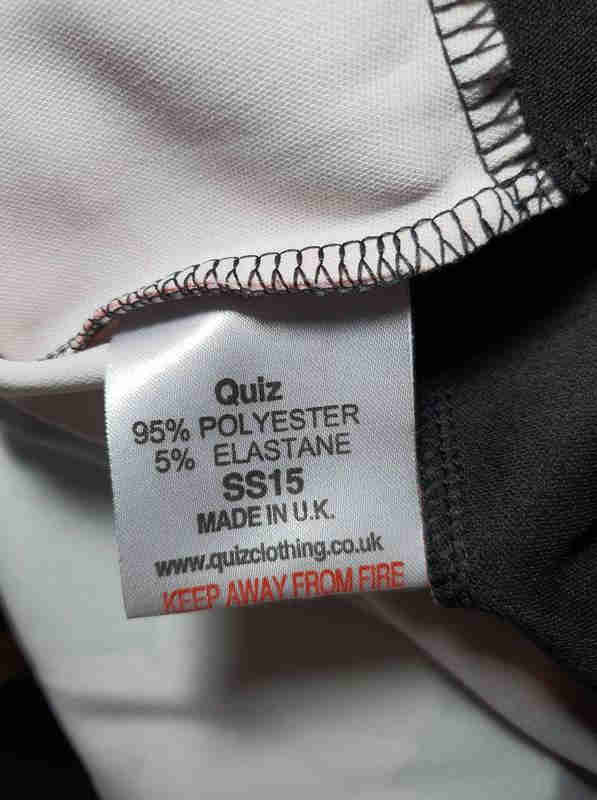 Quiz
95% POLYESTER
5% ELASTANE
SS15
MADE IN U.K.
www.quizclothing.co.uk
KEEP AWAY FROM FIRE